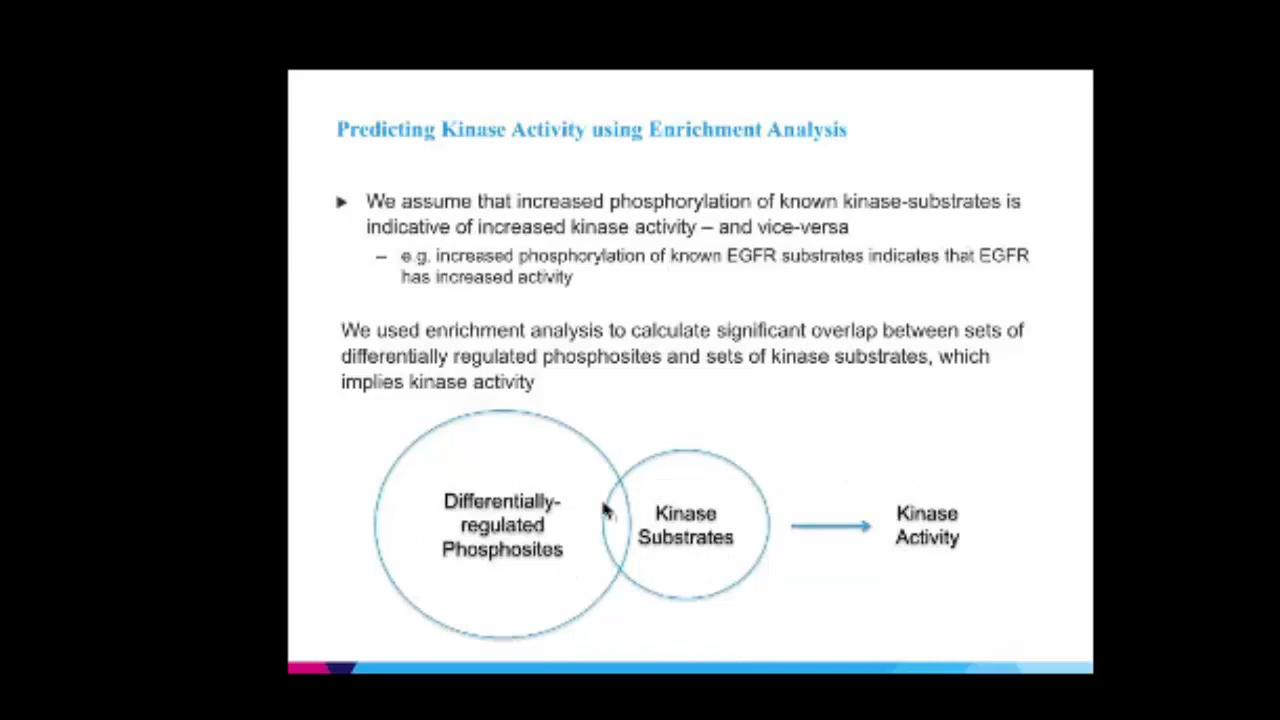 Predicting Kinase Activity using Enrichment Analysis
We assume that increased phosphorylation of known kinase-substrates is
indicative of increased kinase activity – and vice-versa
– e.g. increased phosphorylation of known EGFR substrates indicates that EGFR
has increased activity
We used enrichment analysis to calculate significant overlap between sets of
differentially regulated phosphosites and sets of kinase substrates, which
implies kinase activity
Differentially-
regulated
Phosphosites
Kinase
Substrates
Kinase
Activity